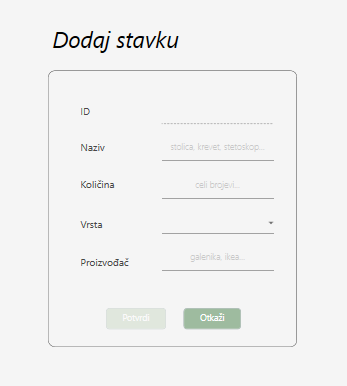 Dodaj stavku
ID
Naziv stolica, krevet, stetoskop...
Količina celi brojevi...
Vrsta
Proizvođač galenika, ikea...
Potvrdi Otkaži